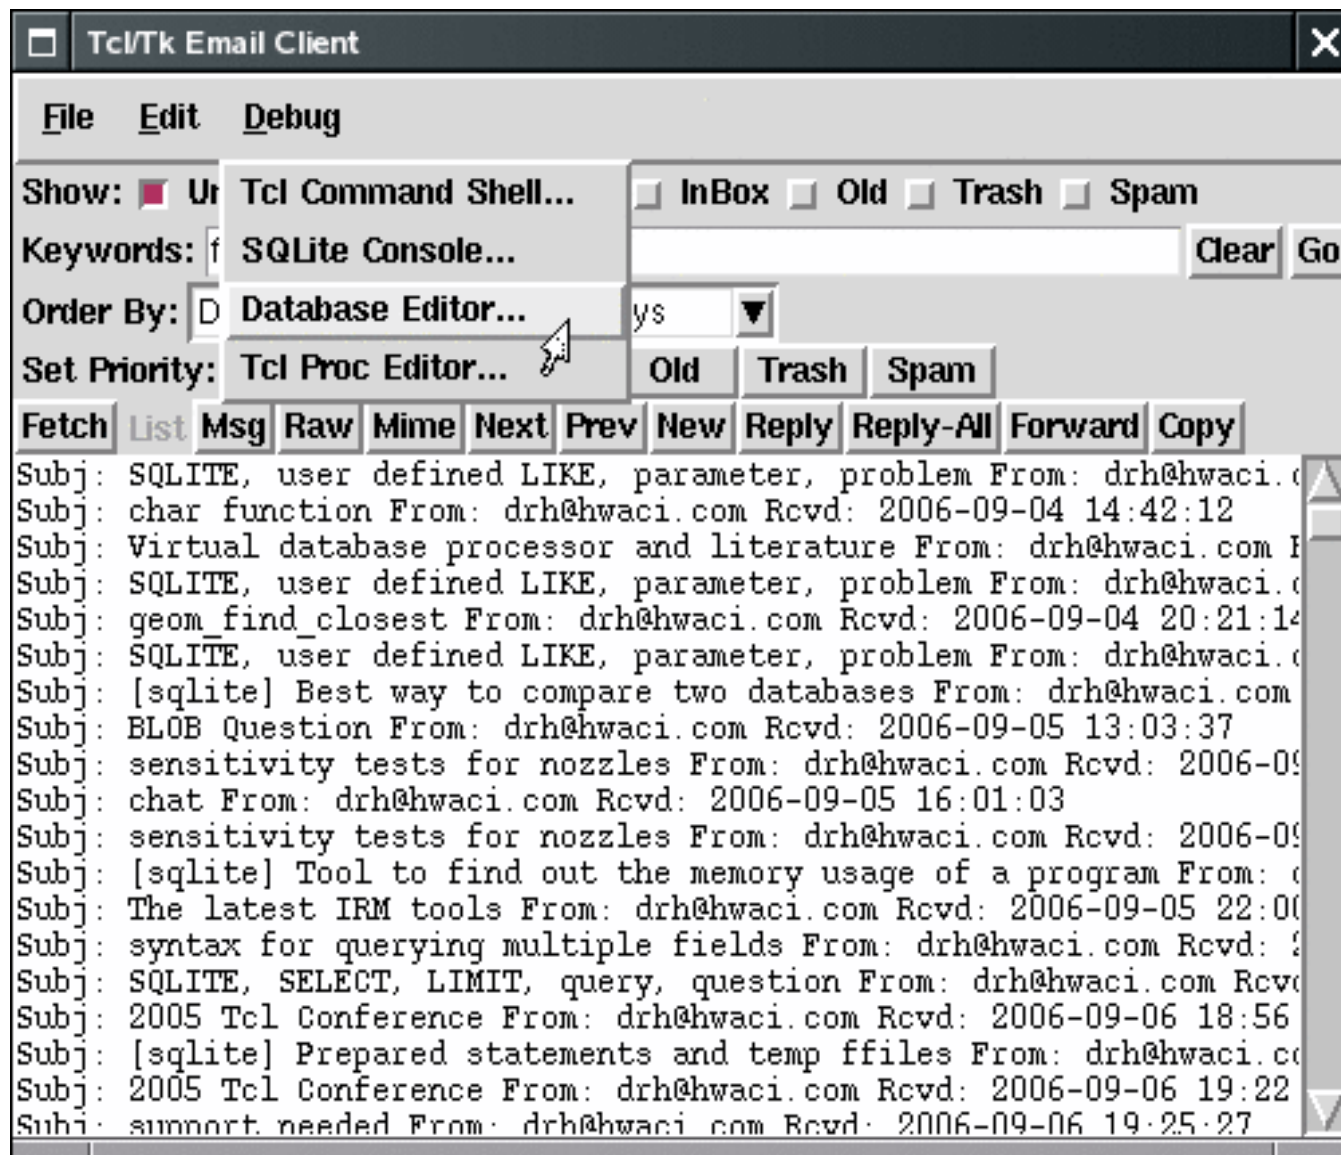 Tcl/Tk Email Client
File Edit Debug
Show: Tcl Command Shell... InBox Old Trash Spam
Keywords: SQLite Console... Clear Go
Order By: D Database Editor... ys
Set Priority: Tcl Proc Editor... Old Trash Spam
Fetch List Msg Raw Mime Next Prev New Reply Reply-All Forward Copy
Subj: SQLITE, user defined LIKE, parameter, problem From: drh@hwaci.
Subj: char function From: drh@hwaci.com Rcvd: 2006-09-04 14:42:12
Subj: Virtual database processor and literature From: drh@hwaci.com
Subj: SQLITE, user defined LIKE, parameter, problem From: drh@hwaci.
Subj: geom_find_closest From: drh@hwaci.com Rcvd: 2006-09-04 20:21:14
Subj: SQLITE, user defined LIKE, parameter, problem From: drh@hwaci.
Subj: [sqlite] Best way to compare two databases From: drh@hwaci.com
Subj: BLOB Question From: drh@hwaci.com Rcvd: 2006-09-05 13:03:37
Subj: sensitivity tests for nozzles From: drh@hwaci.com Rcvd: 2006-09
Subj: chat From: drh@hwaci.com Rcvd: 2006-09-05 16:01:03
Subj: sensitivity tests for nozzles From: drh@hwaci.com Rcvd: 2006-09
Subj: [sqlite] Tool to find out the memory usage of a program From:
Subj: The latest IRM tools From: drh@hwaci.com Rcvd: 2006-09-05 22:00
Subj: syntax for querying multiple fields From: drh@hwaci.com Rcvd:
Subj: SQLITE, SELECT, LIMIT, query, question From: drh@hwaci.com Rcv
Subj: 2005 Tcl Conference From: drh@hwaci.com Rcvd: 2006-09-06 18:56
Subj: [sqlite] Prepared statements and temp ffiles From: drh@hwaci.c
Subj: 2005 Tcl Conference From: drh@hwaci.com Rcvd: 2006-09-06 19:22
Subj: support needed From: drh@hwaci.com Rcvd: 2006-09-06 19:25:27